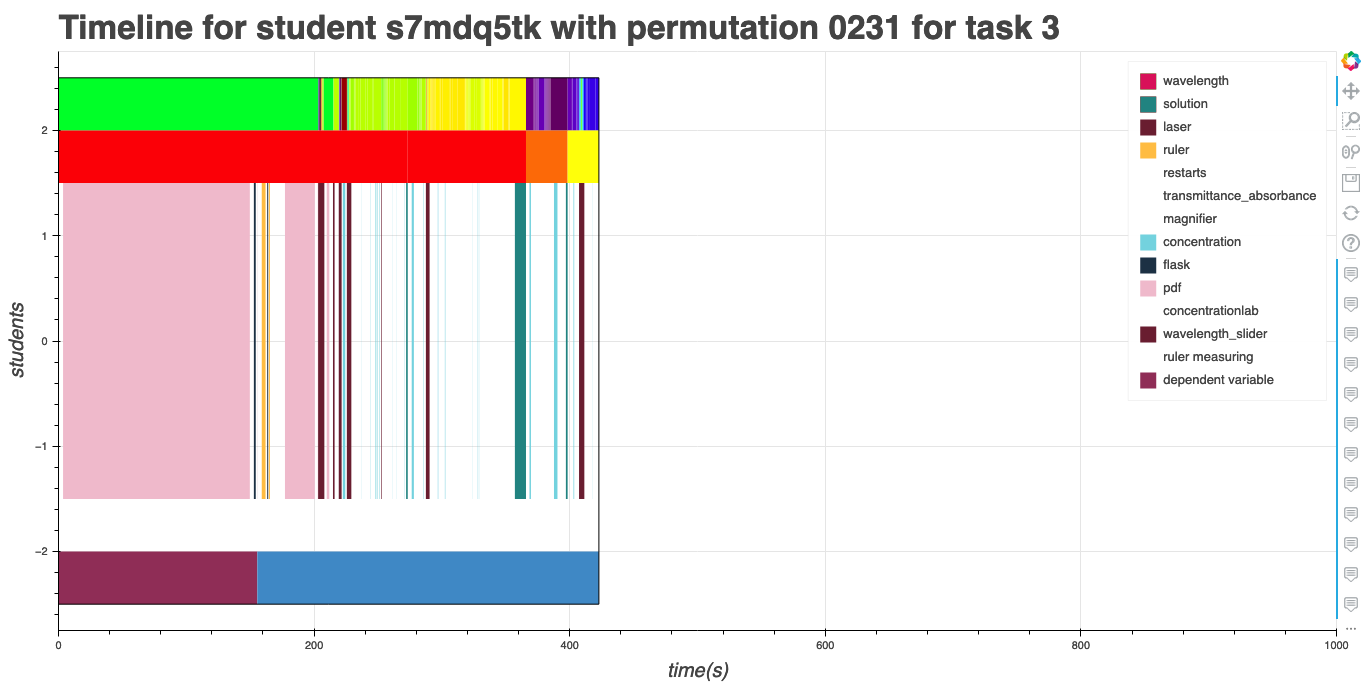 Timeline for student s7mdq5tk with permutation 0231 for task 3
wavelength
solution
laser
ruler
restarts
transmittance_absorbance
magnifier
concentration
flask
pdf
concentrationlab
wavelength_slider
ruler measuring
dependent variable
students
2
1
0
−1
−2
0
200
400
600
800
1000
time(s)